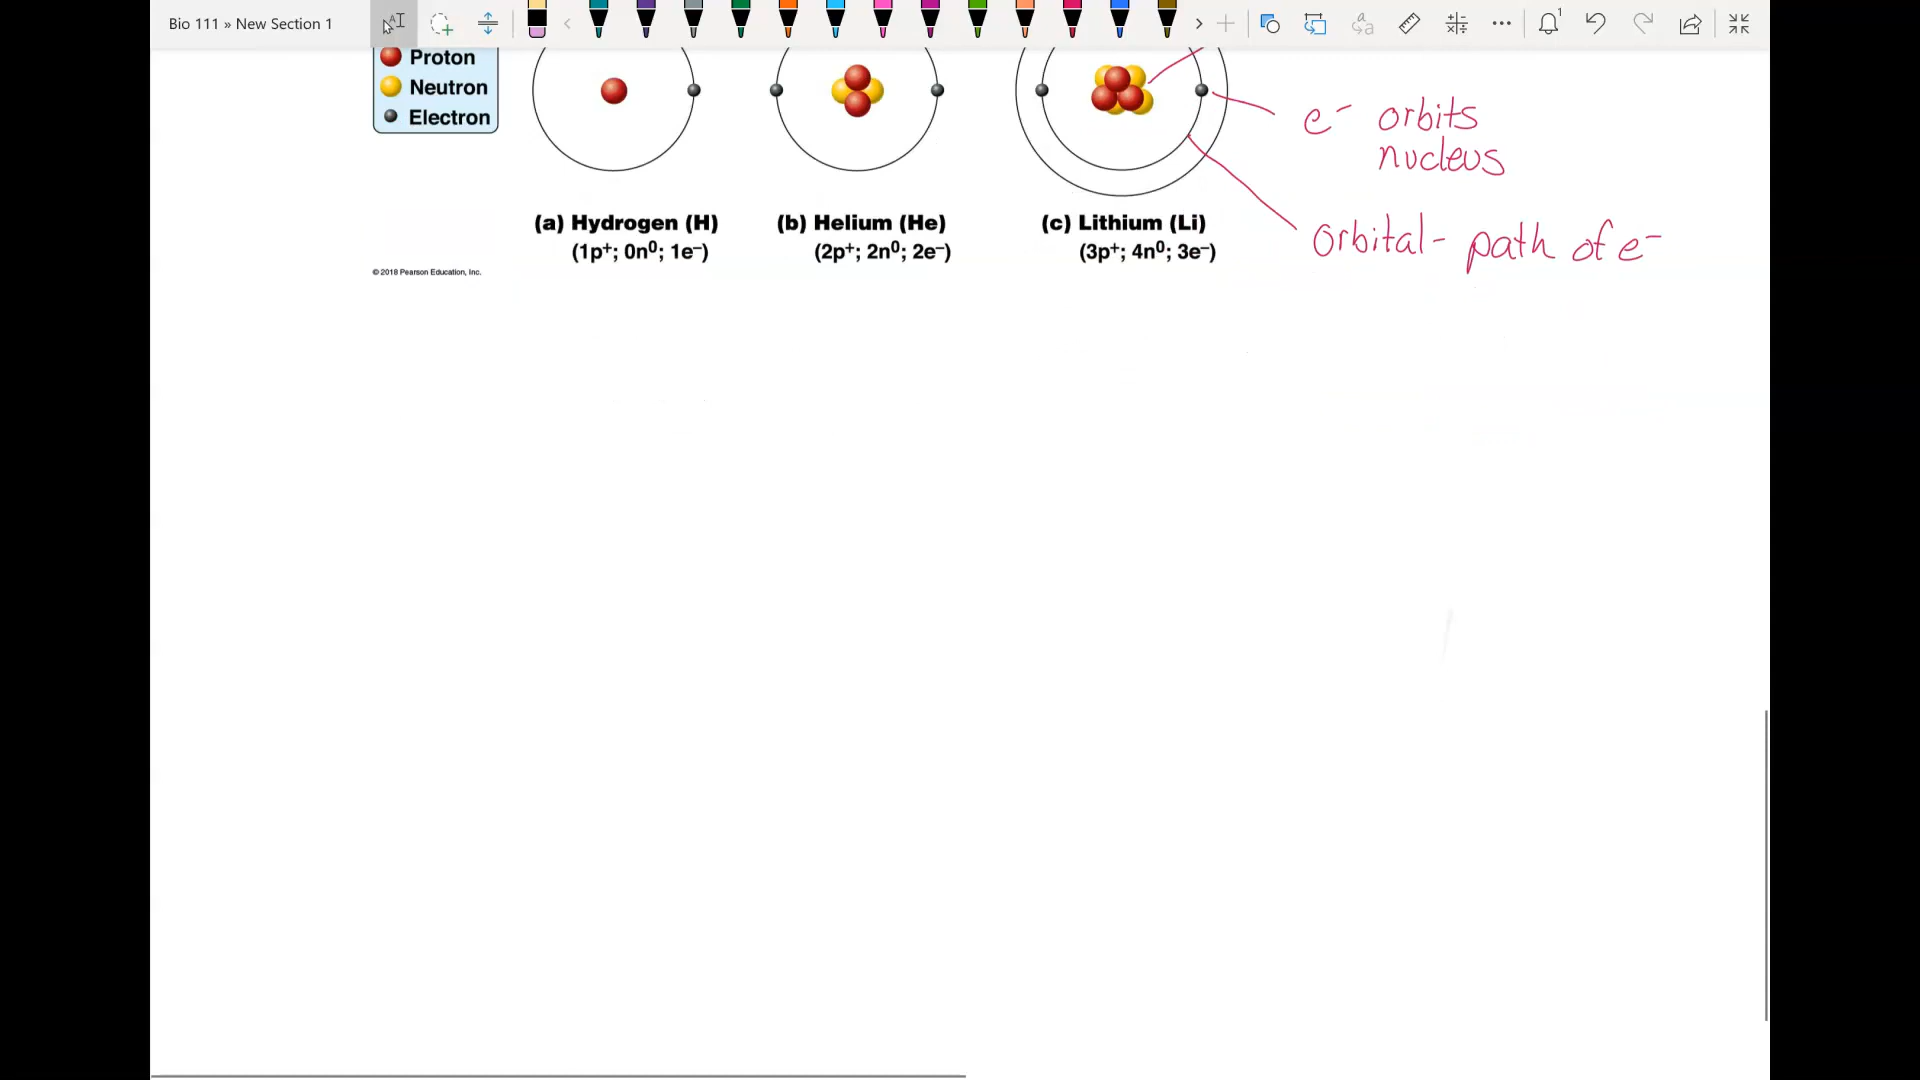 Bio 111 » New Section 1
1
Proton
Neutron
Electron
e⁻ orbits
nucleus
(a) Hydrogen (H)
(1p⁺; 0n⁰; 1e⁻)
(b) Helium (He)
(2p⁺; 2n⁰; 2e⁻)
(c) Lithium (Li)
(3p⁺; 4n⁰; 3e⁻)
orbital - path of e⁻
© 2018 Pearson Education, Inc.